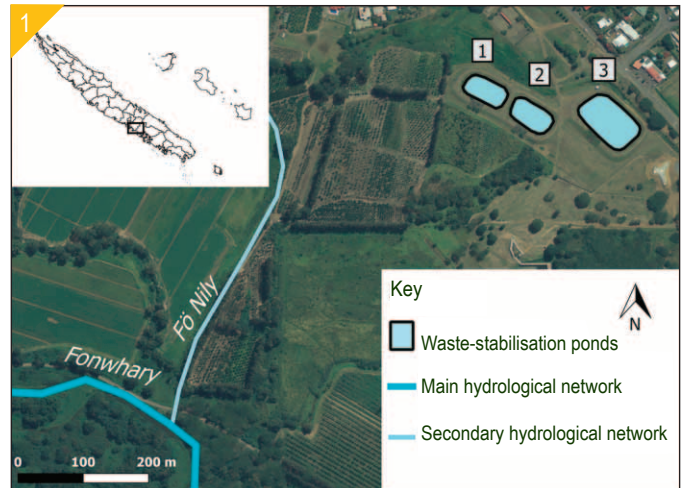 1
1
2
3
Fö Nily
Fonwhary
Key
Waste-stabilisation ponds
N
Main hydrological network
Secondary hydrological network
0 100 200 m